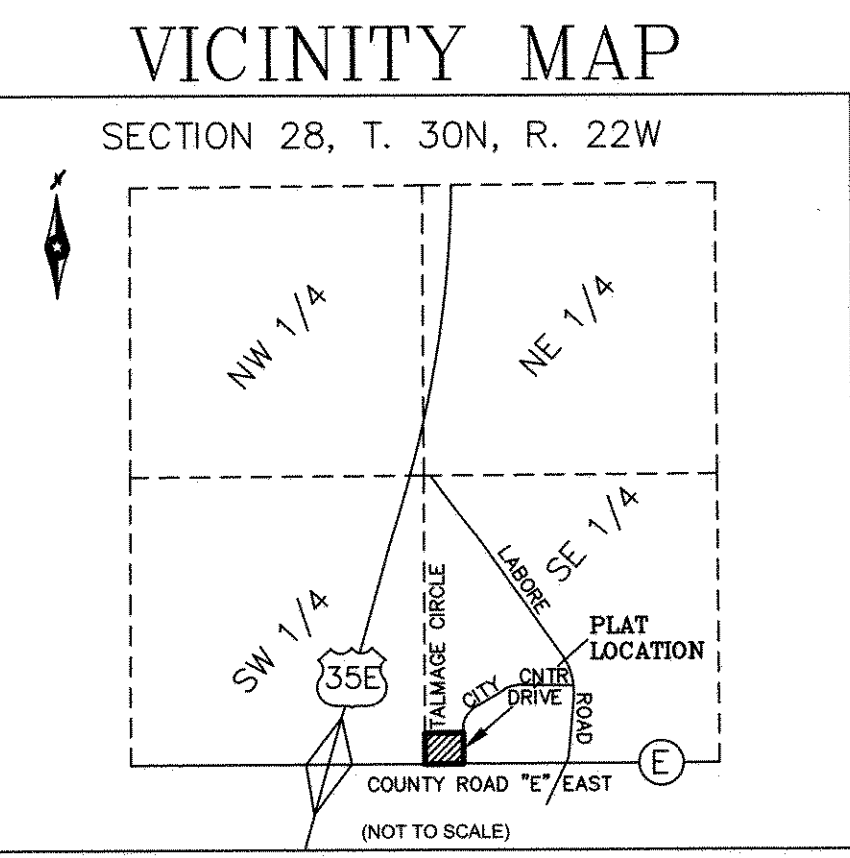 VICINITY MAP
SECTION 28, T. 30N, R. 22W
N
NW 1/4
NE 1/4
SW 1/4
SE 1/4
LABORE
ROAD
TALMAGE CIRCLE
PLAT
LOCATION
CITY CNTR
DRIVE
35E
E
COUNTY ROAD "E" EAST
(NOT TO SCALE)